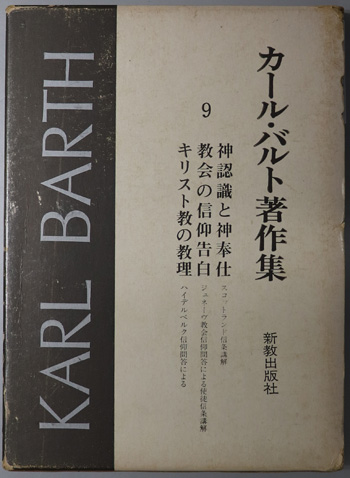 KARL BARTH
カール・バルト著作集
9
神認識と神奉仕
スコットランド信条講解
教会の信仰告白
ジュネーヴ教会信仰問答による使徒信条講解
キリスト教の教理
ハイデルベルク信仰問答による
新教出版社